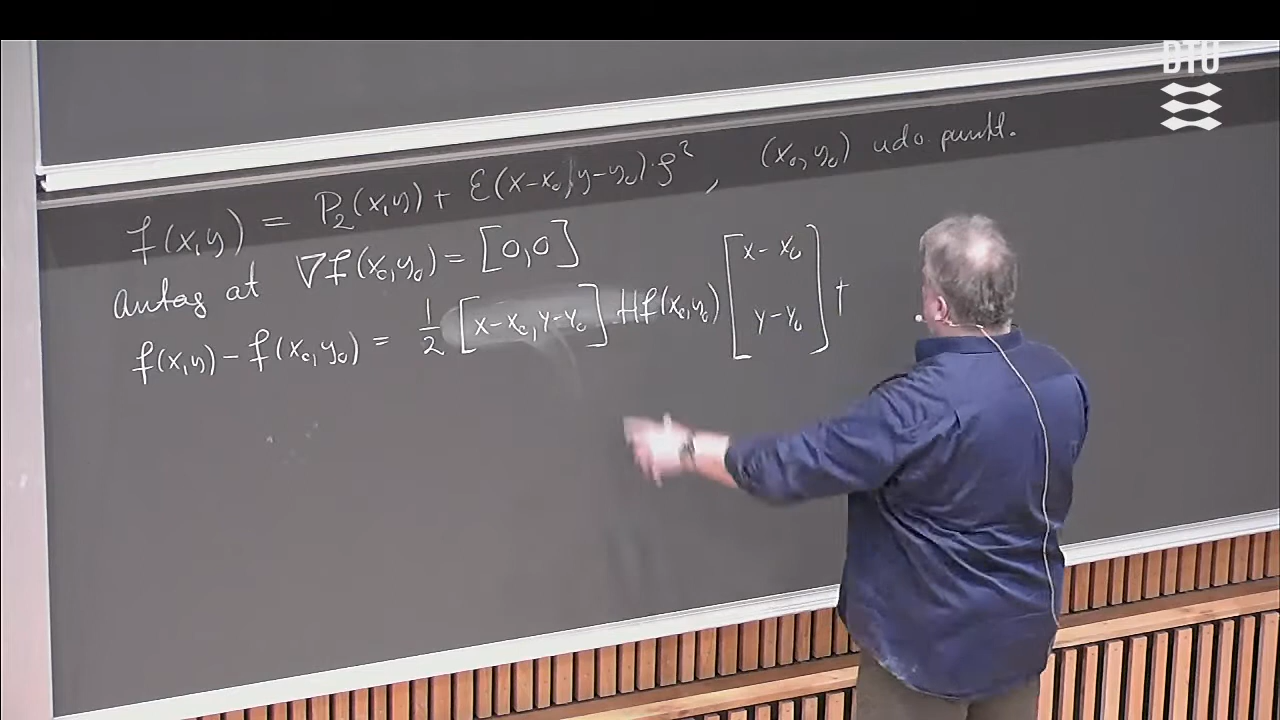 DTU
f(x,y) = P₂(x,y) + ε(x-x₀,y-y₀)·ρ² , (x₀,y₀) udv. punkt.
Antag at ∇f(x₀,y₀) = [0,0]
f(x,y) - f(x₀,y₀) = 1/2 [x-x₀, y-y₀] Hf(x₀,y₀) [x-x₀ y-y₀] +